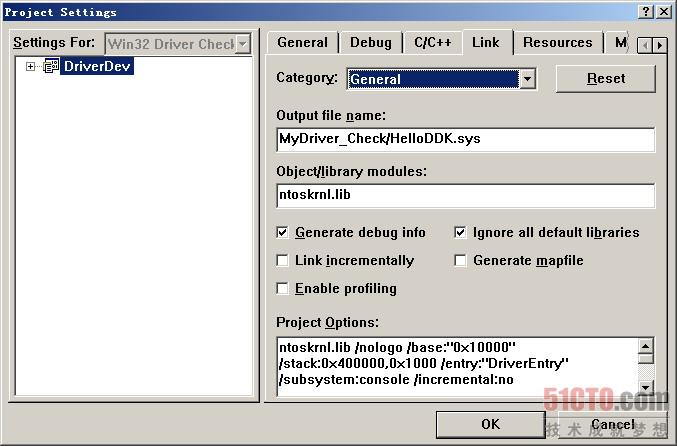 Project Settings
Settings For: Win32 Driver Check
DriverDev
General Debug C/C++ Link Resources M
Category: General Reset
Output file name:
MyDriver_Check/HelloDDK.sys
Object/library modules:
ntoskrnl.lib
Generate debug info Ignore all default libraries
Link incrementally Generate mapfile
Enable profiling
Project Options:
ntoskrnl.lib /nologo /base:"0x10000"
/stack:0x400000,0x1000 /entry:"DriverEntry"
/subsystem:console /incremental:no
51CTO.com
技术成就梦想
OK Cancel